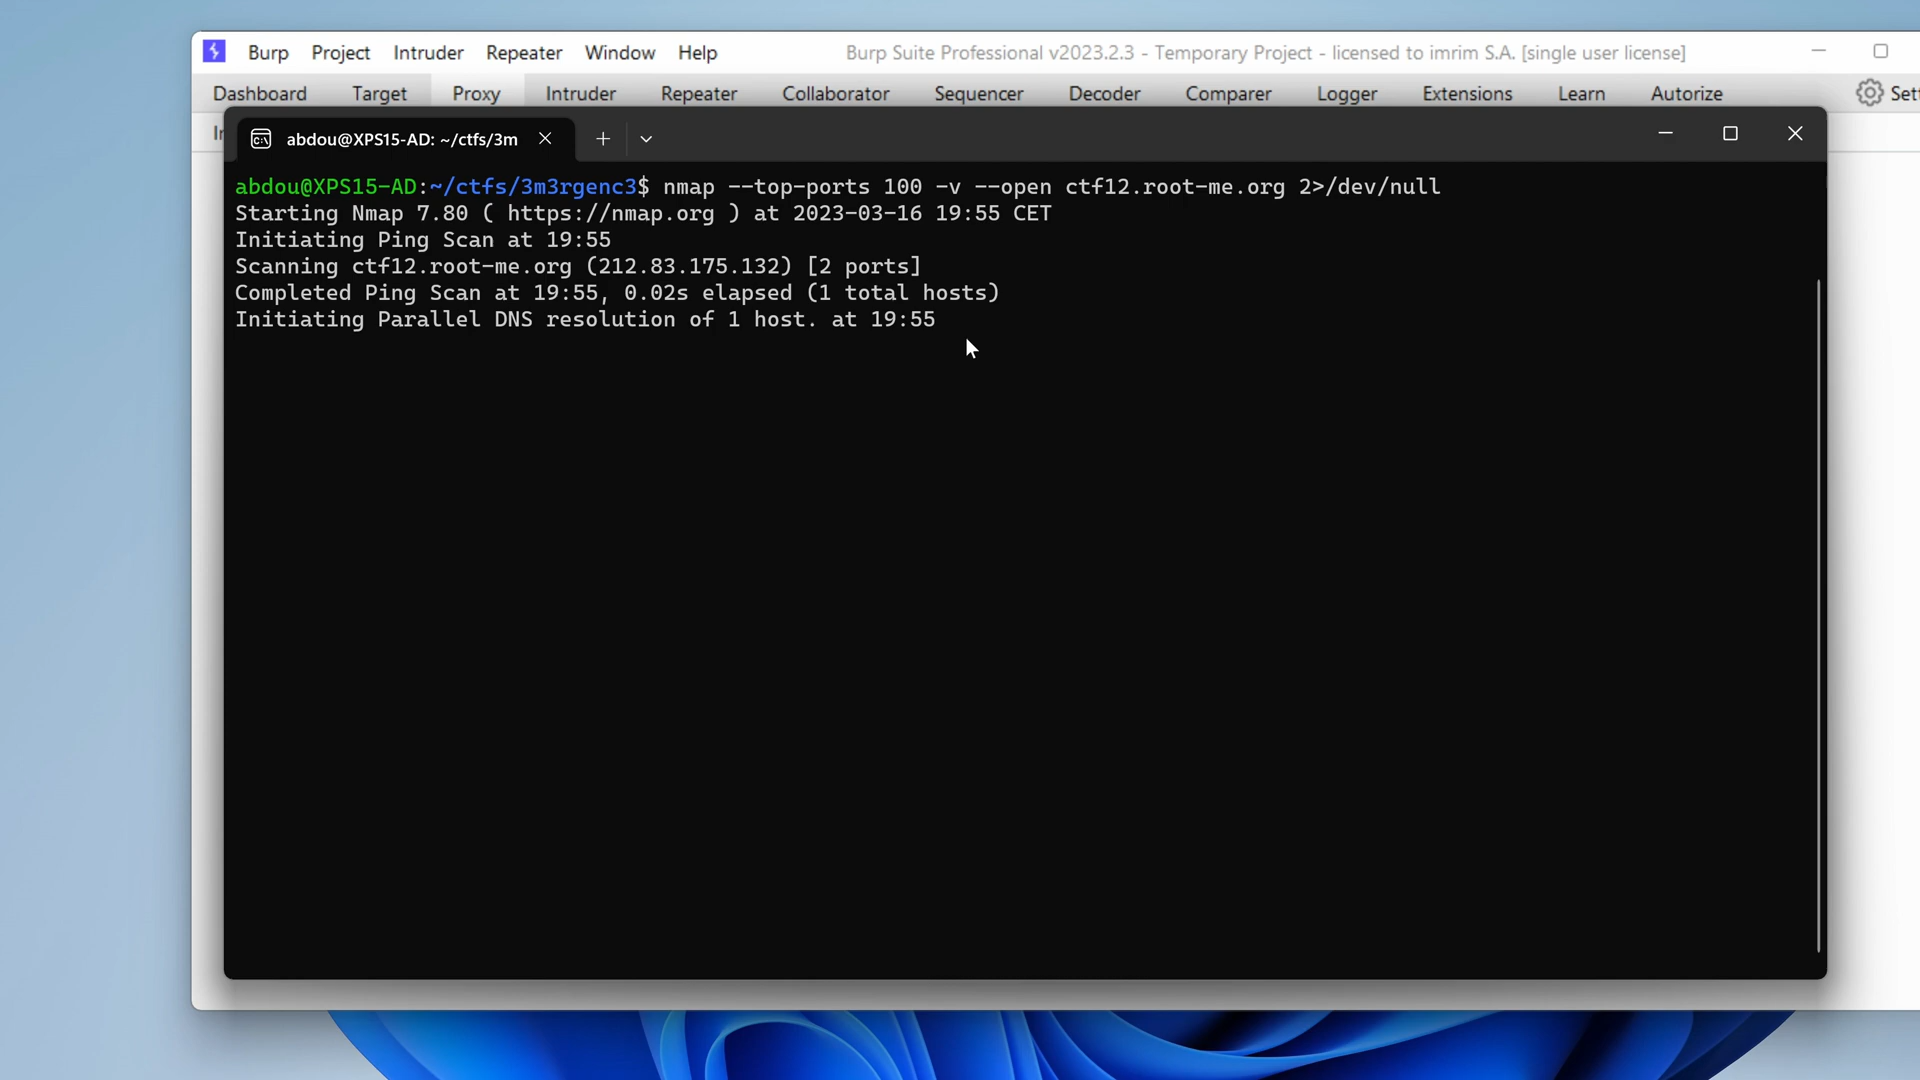 Burp Project Intruder Repeater Window Help Burp Suite Professional v2023.2.3 - Temporary Project - licensed to imrim S.A. [single user license]
Dashboard Target Proxy Intruder Repeater Collaborator Sequencer Decoder Comparer Logger Extensions Learn Autorize Sett
abdou@XPS15-AD: ~/ctfs/3m
abdou@XPS15-AD:~/ctfs/3m3rgenc3$ nmap --top-ports 100 -v --open ctf12.root-me.org 2>/dev/null
Starting Nmap 7.80 ( https://nmap.org ) at 2023-03-16 19:55 CET
Initiating Ping Scan at 19:55
Scanning ctf12.root-me.org (212.83.175.132) [2 ports]
Completed Ping Scan at 19:55, 0.02s elapsed (1 total hosts)
Initiating Parallel DNS resolution of 1 host. at 19:55